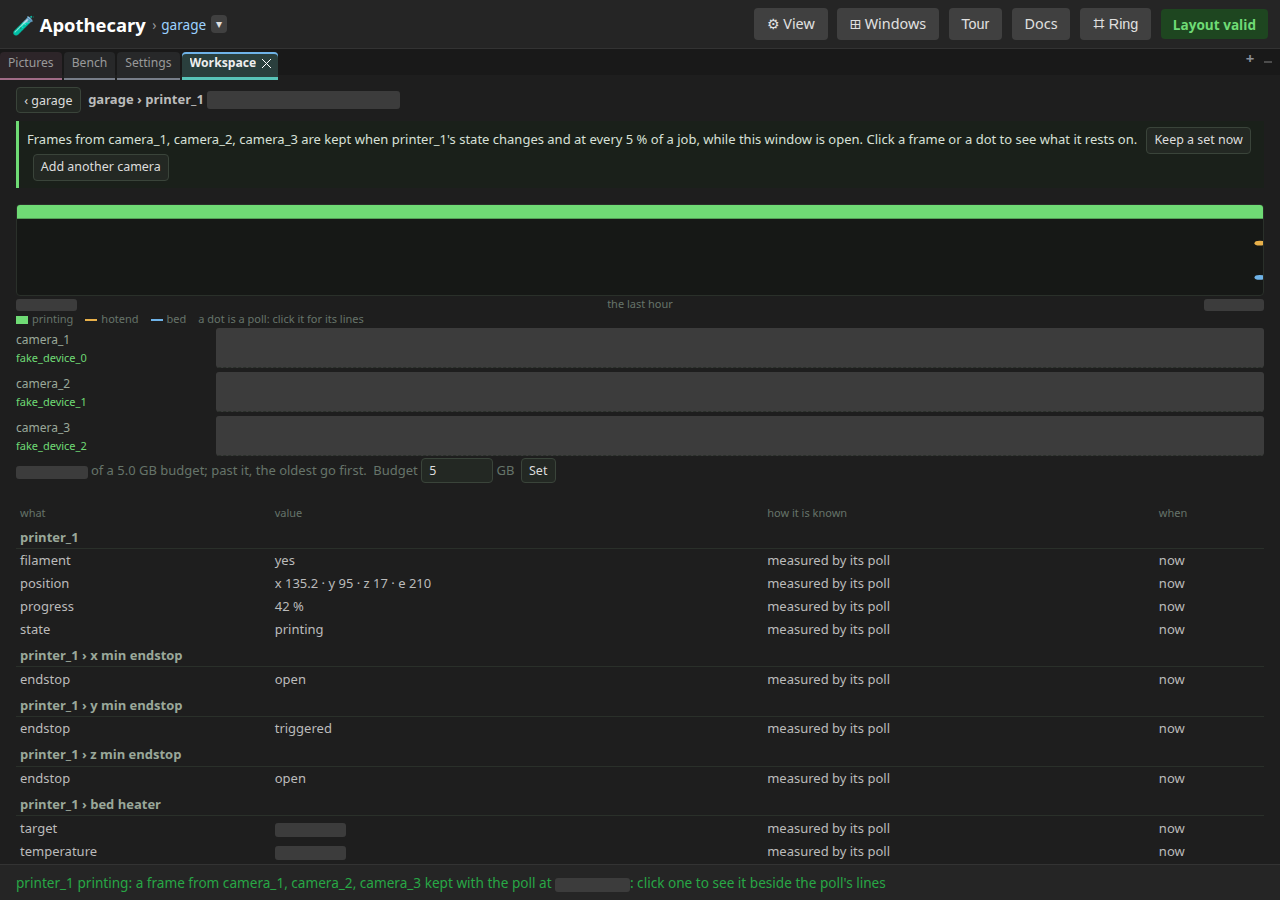 Apothecary › garage ▾
⚙ View
⊞ Windows
Tour
Docs
⌗ Ring
Layout valid
Pictures
Bench
Settings
Workspace
+ –
‹ garage
garage › printer_1
Frames from camera_1, camera_2, camera_3 are kept when printer_1's state changes and at every 5 % of a job, while this window is open. Click a frame or a dot to see what it rests on.
Keep a set now
Add another camera
the last hour
printing
hotend
bed
a dot is a poll: click it for its lines
camera_1
fake_device_0
camera_2
fake_device_1
camera_3
fake_device_2
of a 5.0 GB budget; past it, the oldest go first. Budget 5 GB Set
what value how it is known when
printer_1
filament yes measured by its poll now
position x 135.2 · y 95 · z 17 · e 210 measured by its poll now
progress 42 % measured by its poll now
state printing measured by its poll now
printer_1 › x min endstop
endstop open measured by its poll now
printer_1 › y min endstop
endstop triggered measured by its poll now
printer_1 › z min endstop
endstop open measured by its poll now
printer_1 › bed heater
target measured by its poll now
temperature measured by its poll now
printer_1 printing: a frame from camera_1, camera_2, camera_3 kept with the poll at : click one to see it beside the poll's lines